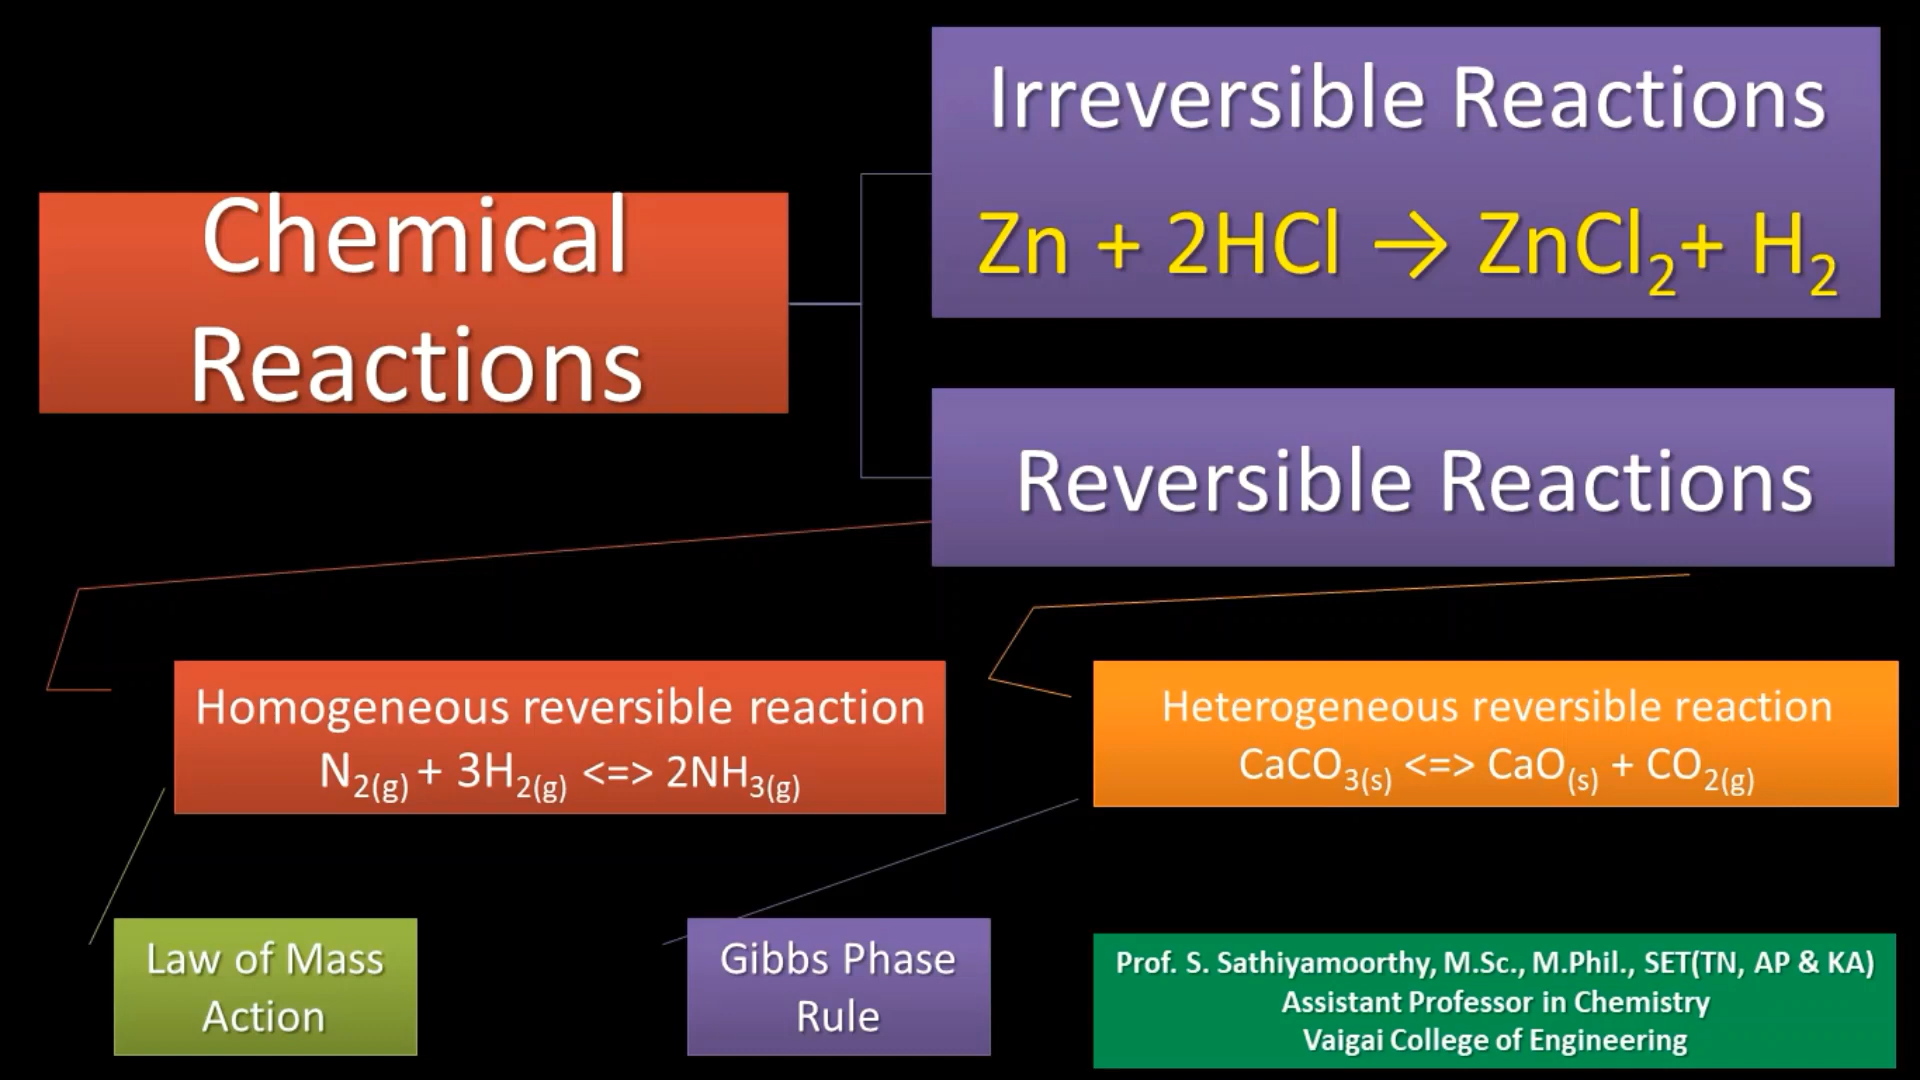 Chemical
Reactions
Irreversible Reactions
Zn + 2HCl → ZnCl₂+ H₂
Reversible Reactions
Homogeneous reversible reaction
N₂(g) + 3H₂(g) <=> 2NH₃(g)
Heterogeneous reversible reaction
CaCO₃(s) <=> CaO(s) + CO₂(g)
Law of Mass
Action
Gibbs Phase
Rule
Prof. S. Sathiyamoorthy, M.Sc., M.Phil., SET(TN, AP & KA)
Assistant Professor in Chemistry
Vaigai College of Engineering